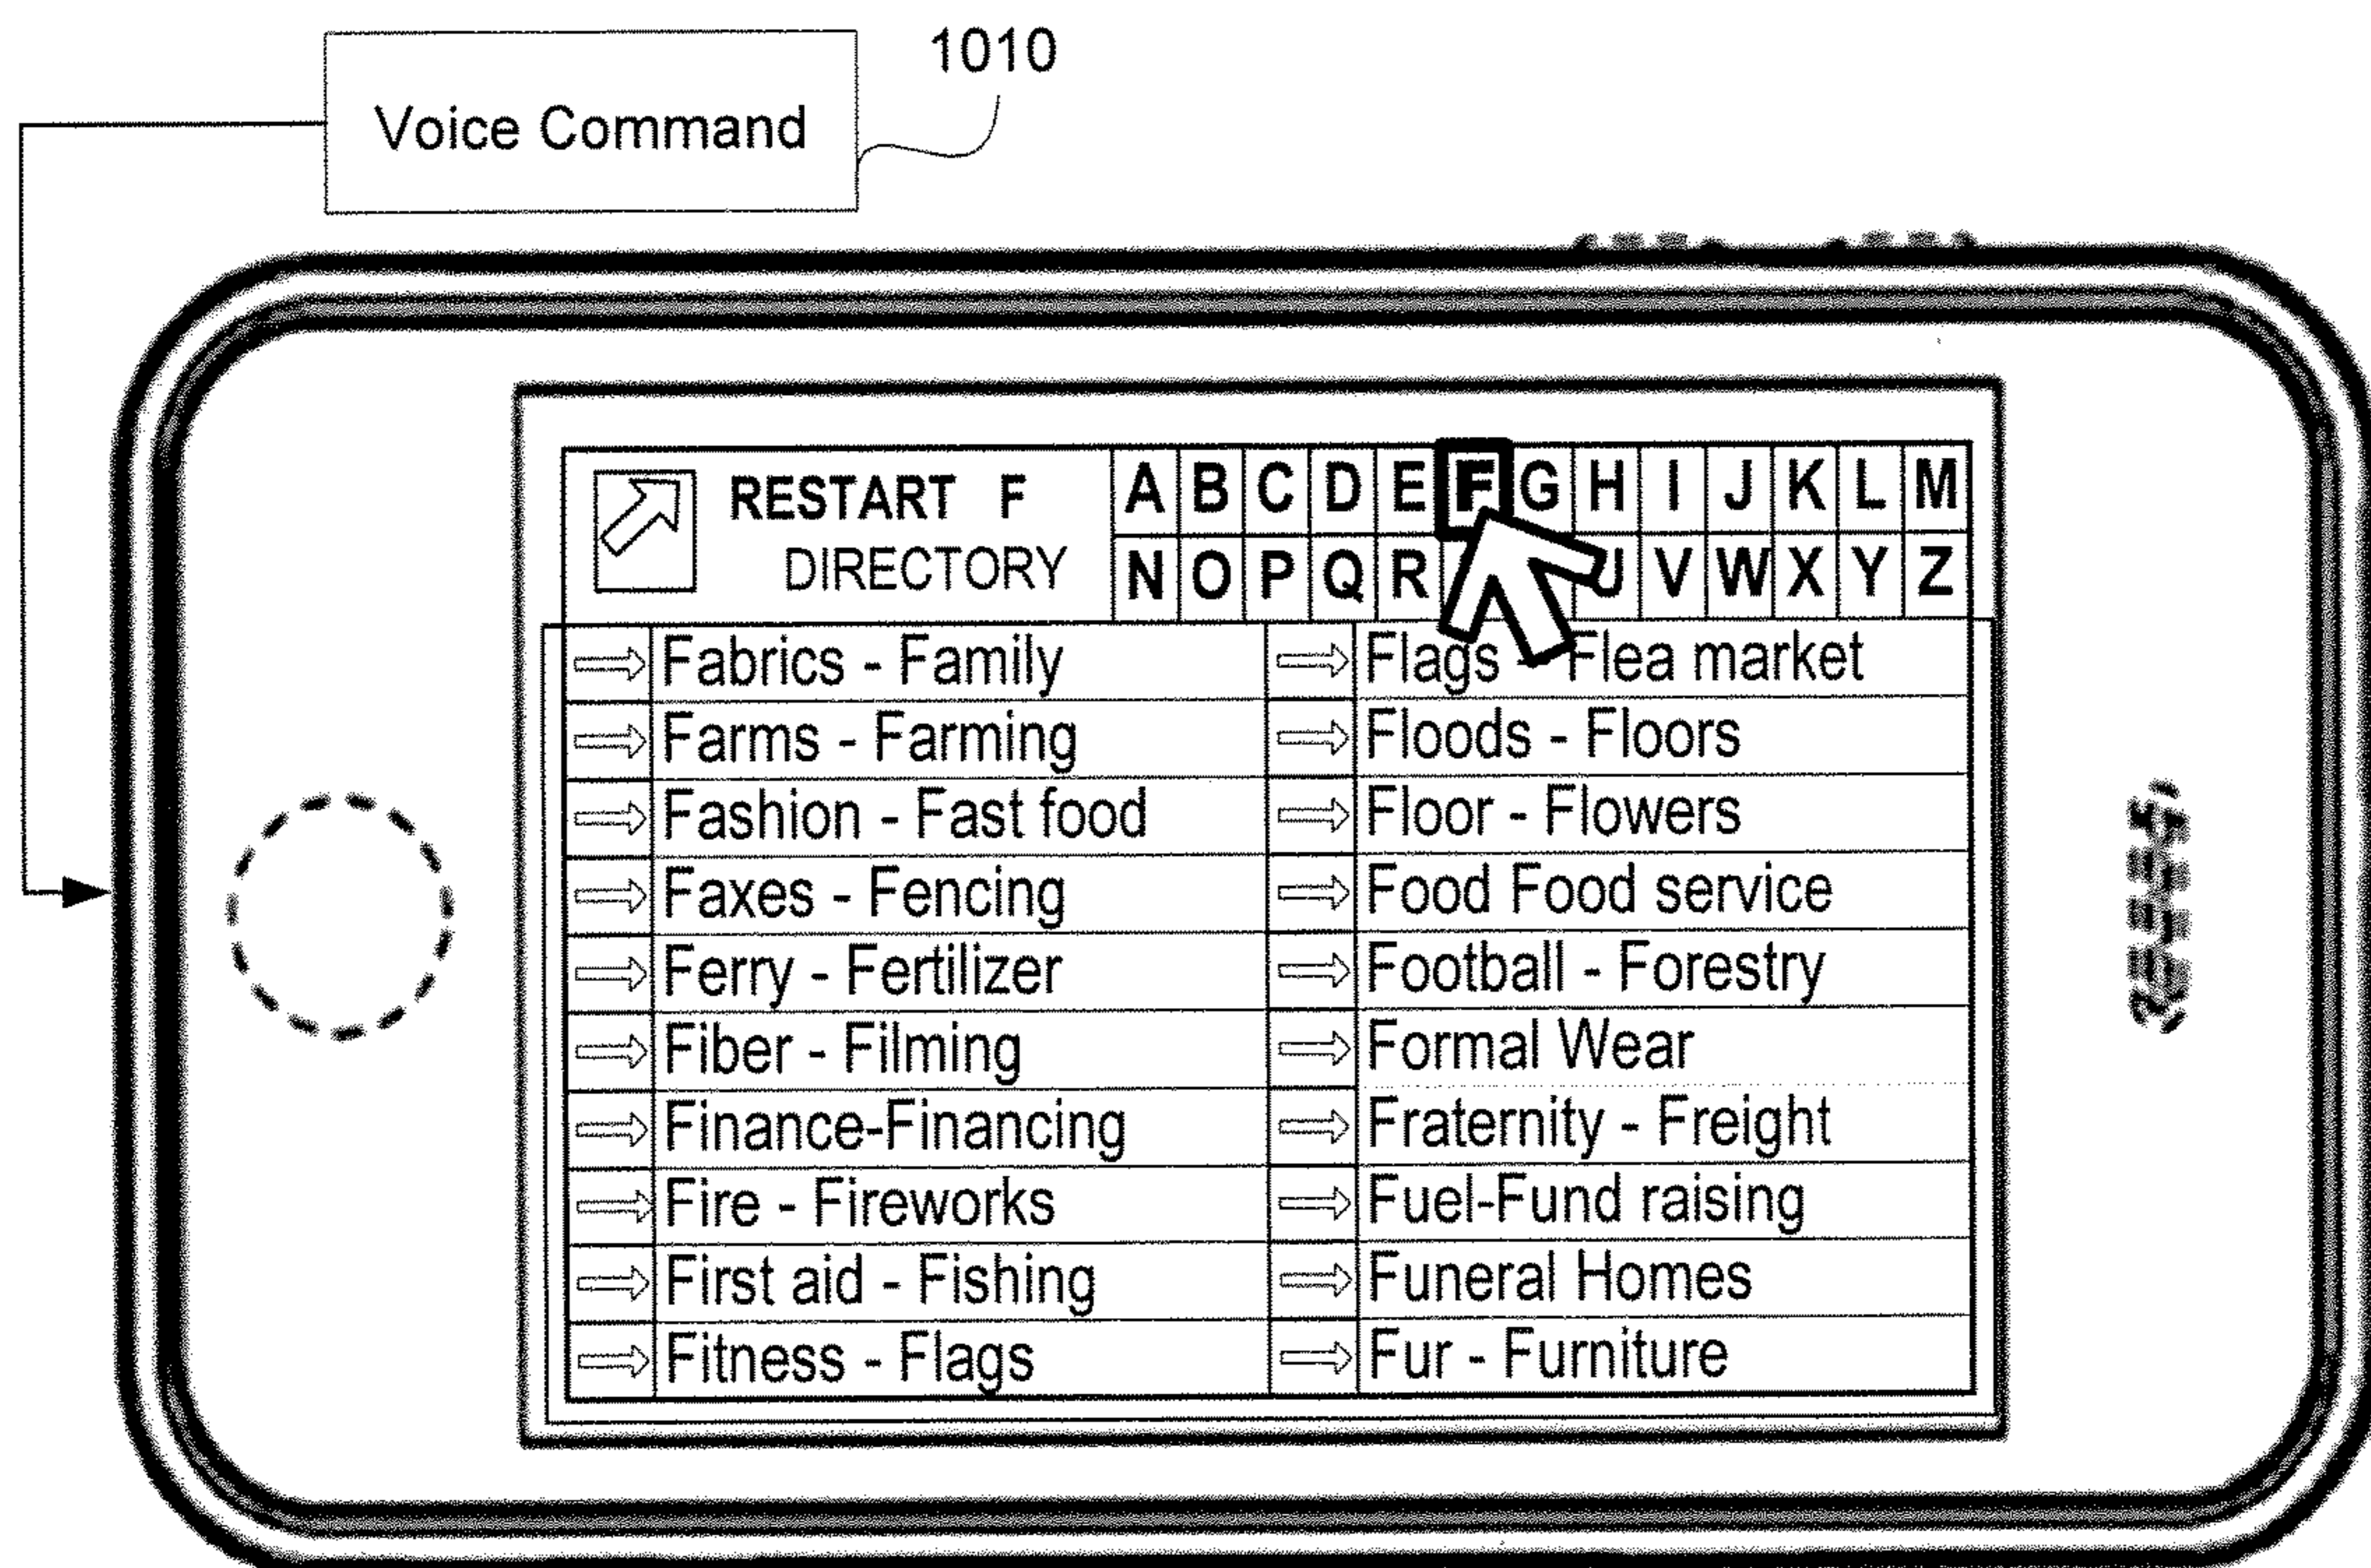 1010
Voice Command
RESTART F
DIRECTORY
A B C D E F G H I J K L M
N O P Q R U V W X Y Z
Fabrics - Family
Farms - Farming
Fashion - Fast food
Faxes - Fencing
Ferry - Fertilizer
Fiber - Filming
Finance-Financing
Fire - Fireworks
First aid - Fishing
Fitness - Flags
Flags - Flea market
Floods - Floors
Floor - Flowers
Food Food service
Football - Forestry
Formal Wear
Fraternity - Freight
Fuel-Fund raising
Funeral Homes
Fur - Furniture